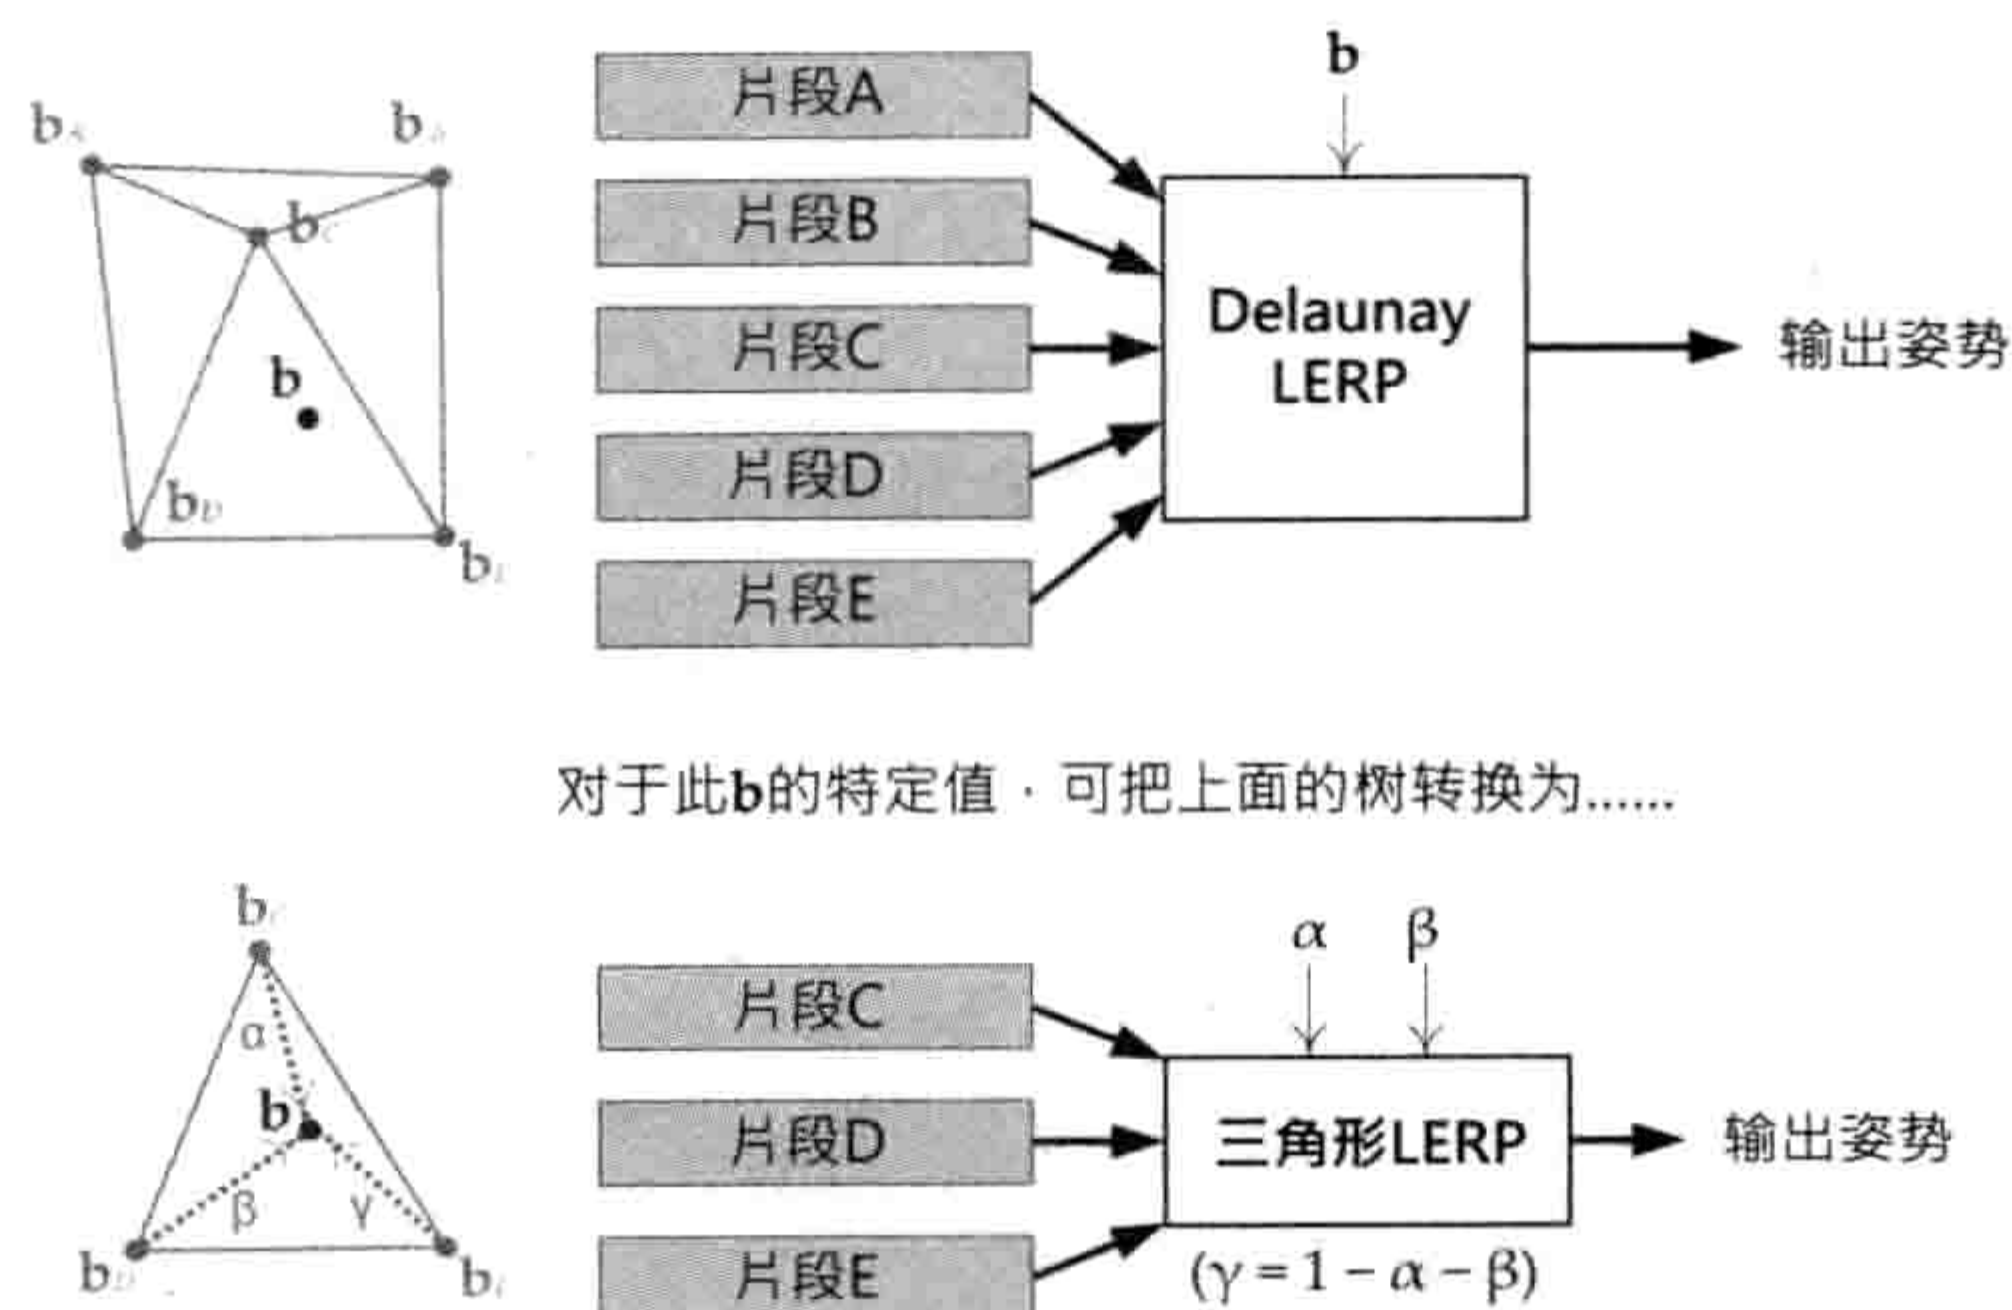 b
片段A
片段B
片段C
片段D
片段E
b
Delaunay
LERP
输出姿势
b
b
b
b
b
b
对于此b的特定值，可把上面的树转换为......
b
α
b
β
γ
b
b
片段C
片段D
片段E
α
β
三角形LERP
输出姿势
(γ = 1 − α − β)